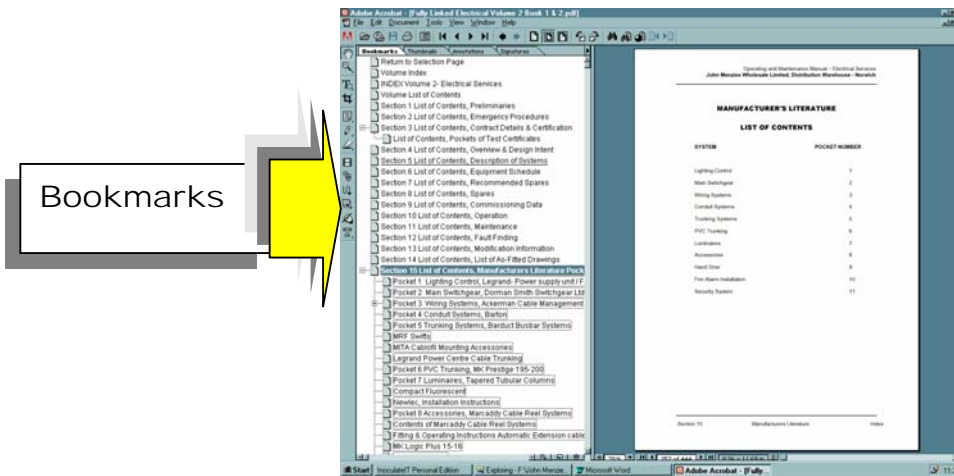 Bookmarks
Adobe Acrobat - [Fully Linked Electrical Volume 2 Book 1 & 2.pdf]
File Edit Document Tools View Window Help
Bookmarks Thumbnails Annotations Signatures
Return to Selection Page
Volume Index
INDEX Volume 2- Electrical Services
Volume List of Contents
Section 1 List of Contents, Preliminaries
Section 2 List of Contents, Emergency Procedures
Section 3 List of Contents, Contract Details & Certification
List of Contents, Pockets of Test Certificates
Section 4 List of Contents, Overview & Design Intent
Section 5 List of Contents, Description of Systems
Section 6 List of Contents, Equipment Schedule
Section 7 List of Contents, Recommended Spares
Section 8 List of Contents, Spares
Section 9 List of Contents, Commissioning Data
Section 10 List of Contents, Operation
Section 11 List of Contents, Maintenance
Section 12 List of Contents, Fault Finding
Section 13 List of Contents, Modification Information
Section 14 List of Contents, List of As-Fitted Drawings
Section 15 List of Contents, Manufacturers Literature Pock
Pocket 1 Lighting Control, Legrand- Power supply unit / F
Pocket 2 Main Switchgear, Dorman Smith Switchgear Ltd
Pocket 3 Wiring Systems, Ackerman Cable Management
Pocket 4 Conduit Systems, Barton
Pocket 5 Trunking Systems, Barduct Busbar Systems
MRF Swifts
MITA Cablofil Mounting Accessories
Legrand Power Centre Cable Trunking
Pocket 6 PVC Trunking, MK Prestige 195-200
Pocket 7 Luminaires, Tapered Tubular Columns
Compact Fluorescent
Newlec, Installation Instructions
Pocket 8 Accessories, Marcaddy Cable Reel Systems
Contents of Marcaddy Cable Reel Systems
Fitting & Operating Instructions Automatic Extension cable
MK Logic Plus 15-16
Operating and Maintenance Manual - Electrical Services
John Menzies Wholesale Limited, Distribution Warehouse - Norwich
MANUFACTURER'S LITERATURE
LIST OF CONTENTS
SYSTEM POCKET NUMBER
Lighting Control 1
Main Switchgear 2
Wiring Systems 3
Conduit Systems 4
Trunking Systems 5
PVC Trunking 6
Luminaires 7
Accessories 8
Hand Drier 9
Fire Alarm Installation 10
Security System 11
Section 15 Manufacturers Literature Index
Start InoculateIT Personal Edition Exploring - F:\John Menzie... Microsoft Word Adobe Acrobat - [Fully...